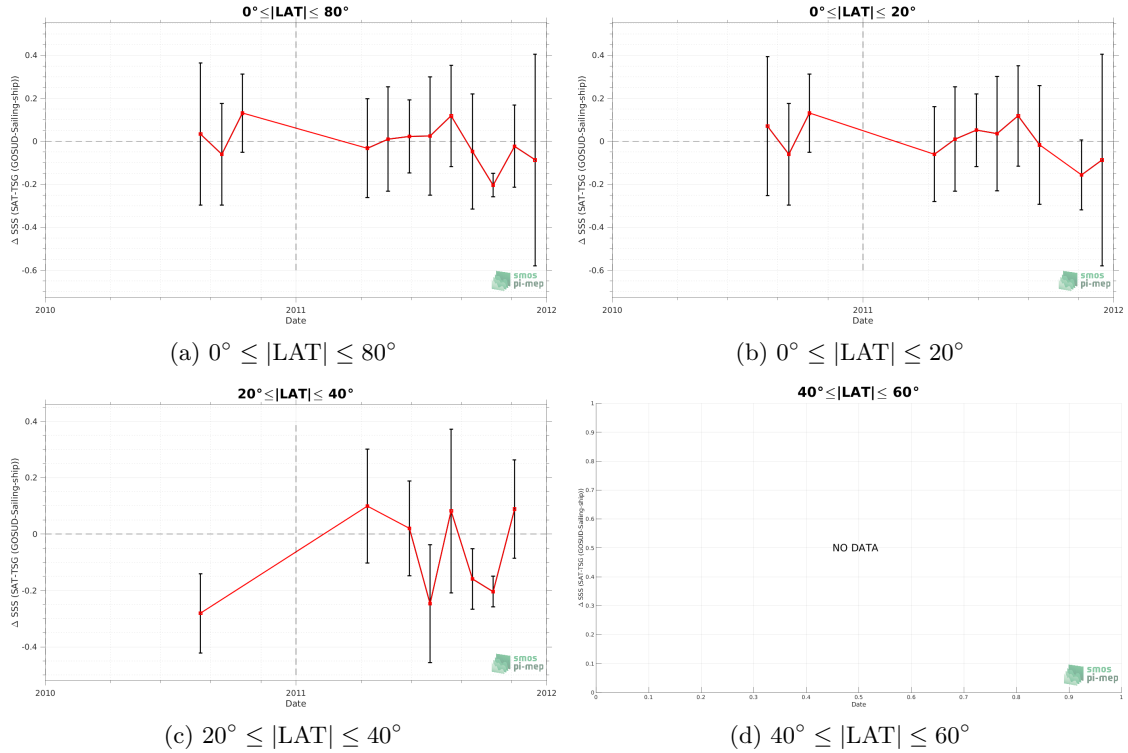 0°≤|LAT|≤ 80°
0.4
0.2
0
-0.2
-0.4
-0.6
Δ SSS (SAT-TSG (GOSUD-Sailing-ship))
2010
2011
2012
Date
smos
pi-mep
(a) 0° ≤ |LAT| ≤ 80°
0°≤|LAT|≤ 20°
0.4
0.2
0
-0.2
-0.4
-0.6
Δ SSS (SAT-TSG (GOSUD-Sailing-ship))
2010
2011
2012
Date
smos
pi-mep
(b) 0° ≤ |LAT| ≤ 20°
20°≤|LAT|≤ 40°
0.4
0.2
0
-0.2
-0.4
Δ SSS (SAT-TSG (GOSUD-Sailing-ship))
2010
2011
2012
Date
smos
pi-mep
(c) 20° ≤ |LAT| ≤ 40°
40°≤|LAT|≤ 60°
1
0.9
0.8
0.7
0.6
0.5
0.4
0.3
0.2
0.1
0
Δ SSS (SAT-TSG (GOSUD-Sailing-ship))
NO DATA
0 0.1 0.2 0.3 0.4 0.5 0.6 0.7 0.8 0.9 1
Date
smos
pi-mep
(d) 40° ≤ |LAT| ≤ 60°